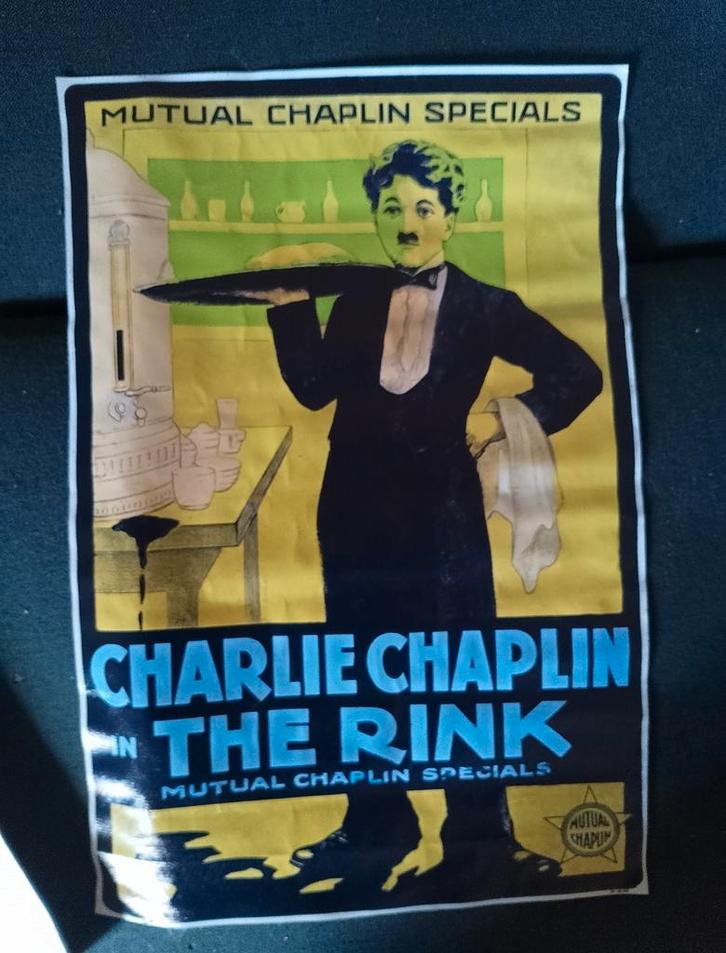 MUTUAL CHAPLIN SPECIALS
CHARLIE CHAPLIN
IN THE RINK
MUTUAL CHAPLIN SPECIALS
MUTUAL
CHAPLIN